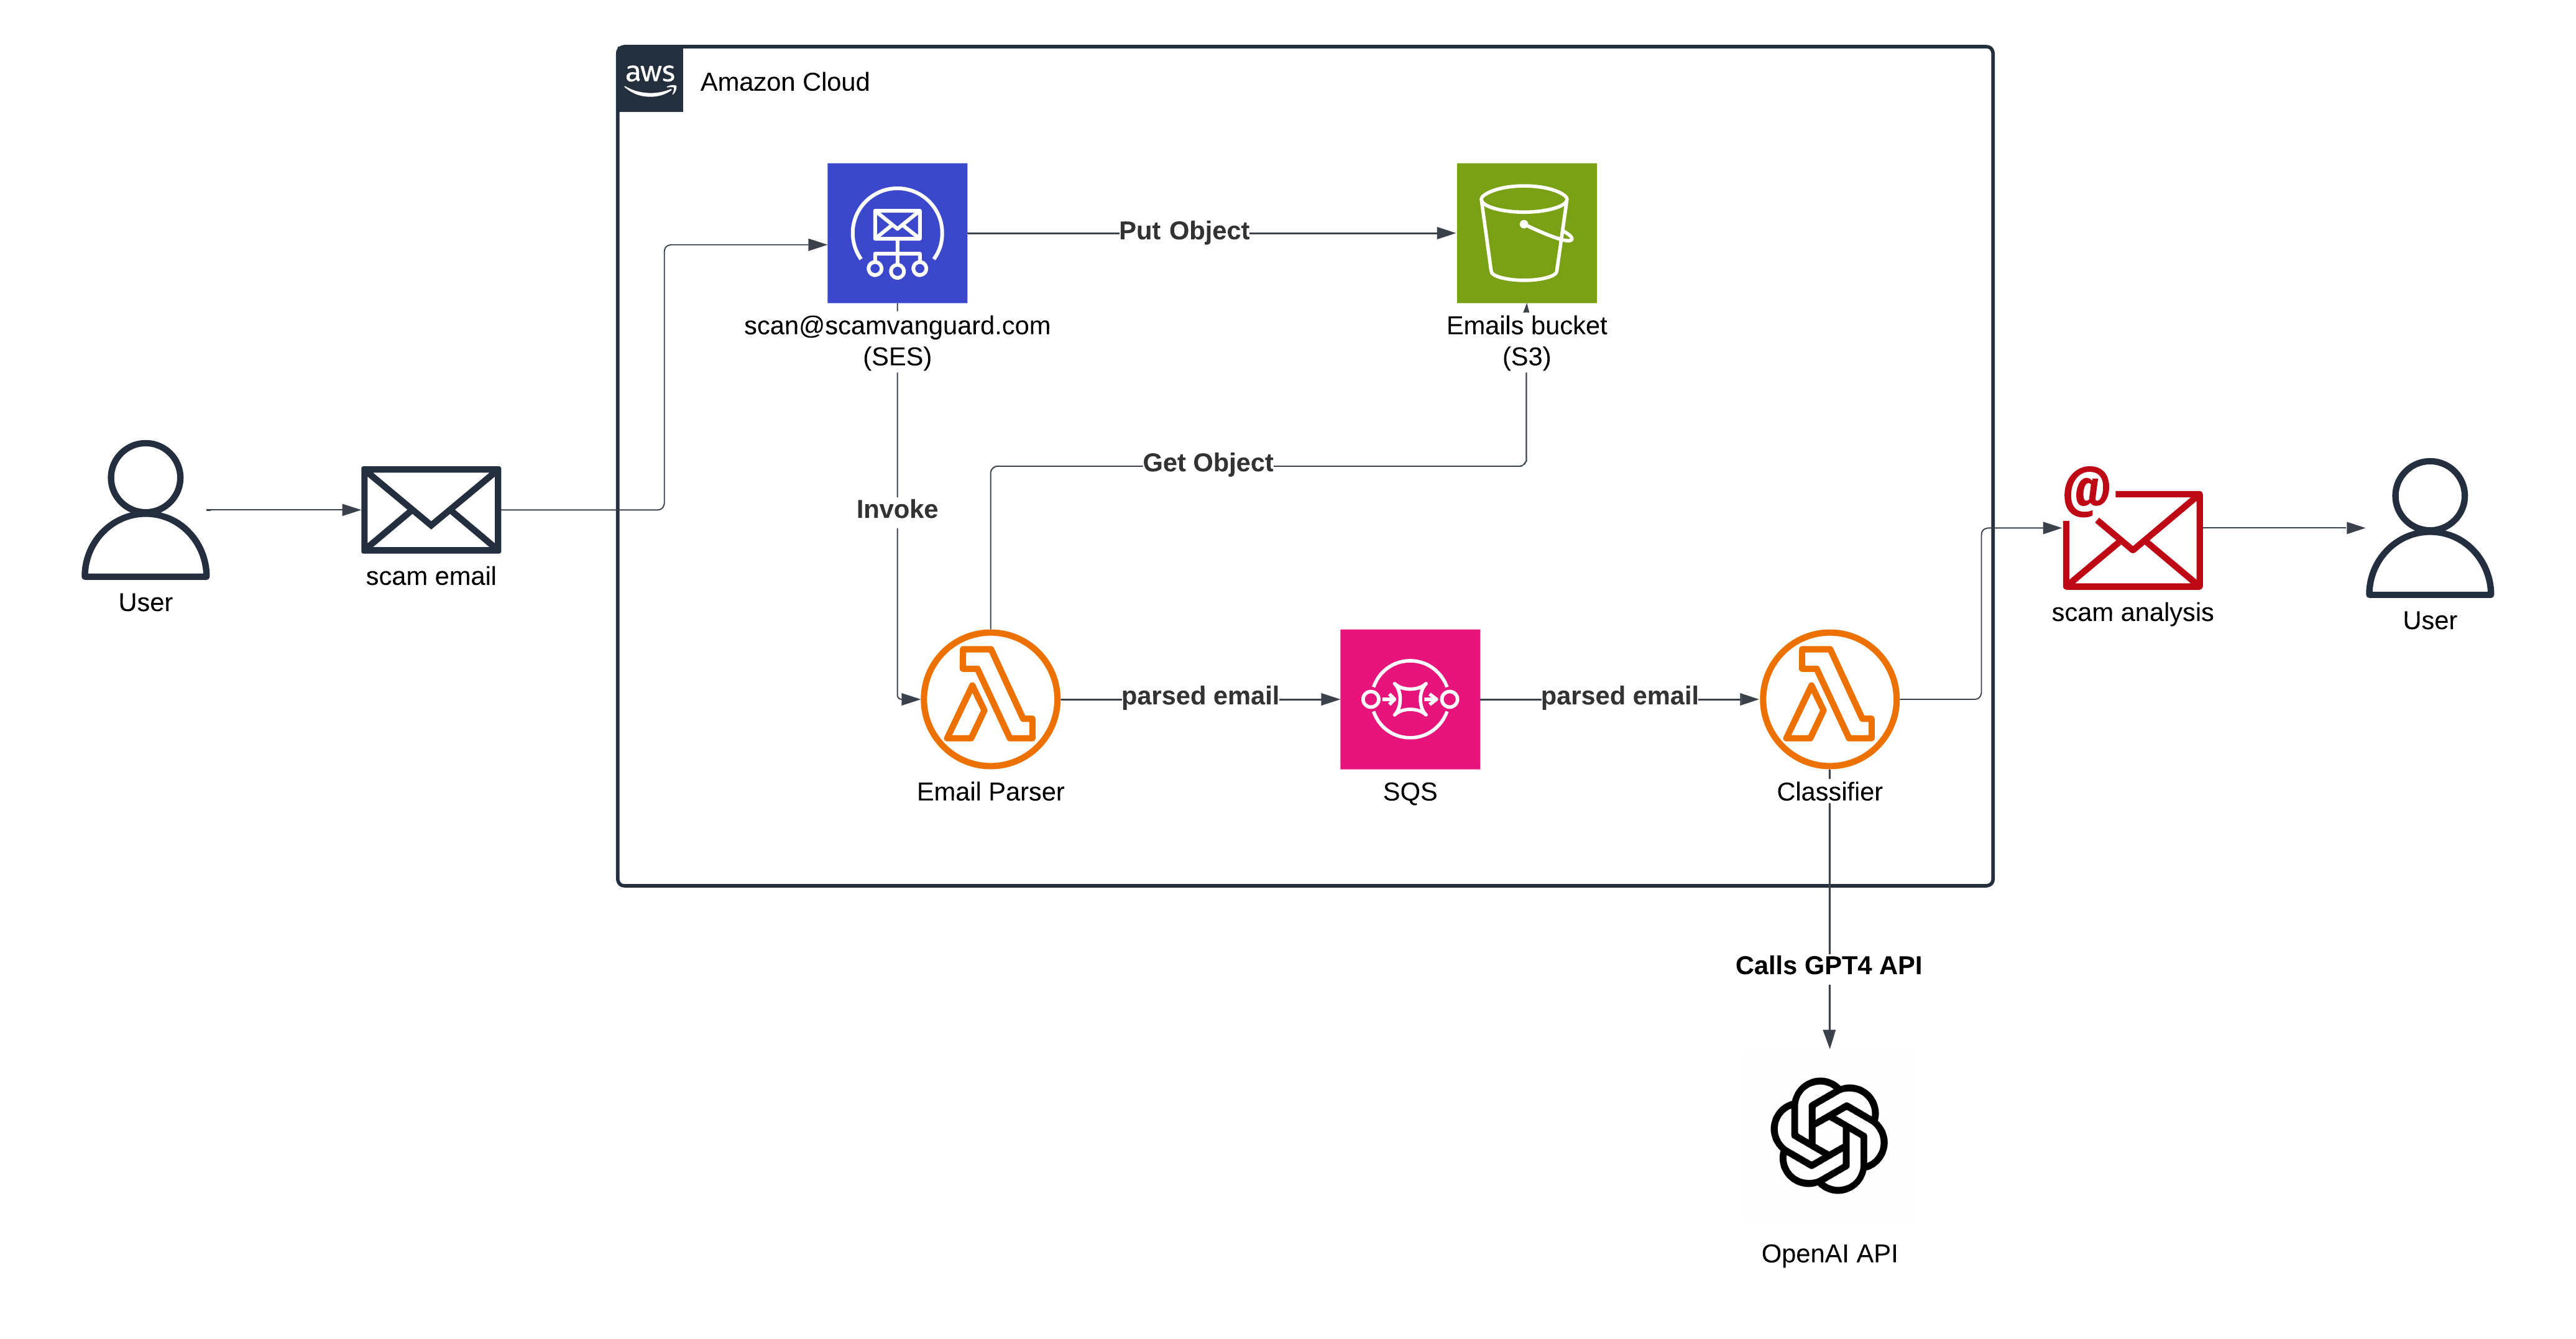 aws
Amazon Cloud
Put Object
scan@scamvanguard.com
(SES)
Emails bucket
(S3)
Get Object
Invoke
User
scam email
@
scam analysis
User
parsed email
parsed email
Email Parser
SQS
Classifier
Calls GPT4 API
OpenAI API